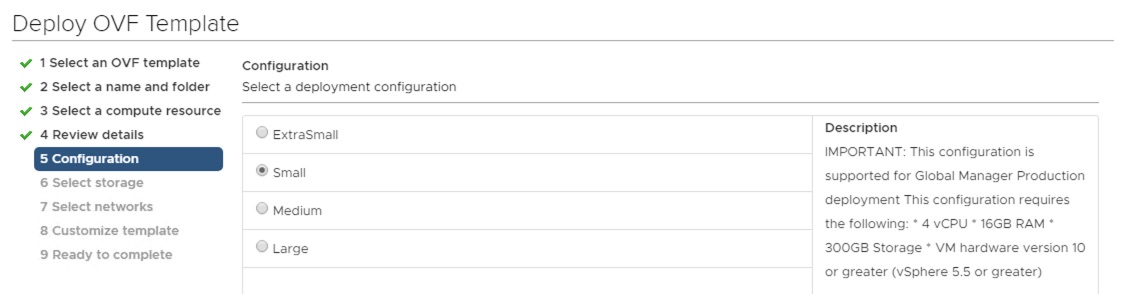 Deploy OVF Template
1 Select an OVF template
2 Select a name and folder
3 Select a compute resource
4 Review details
5 Configuration
6 Select storage
7 Select networks
8 Customize template
9 Ready to complete
Configuration
Select a deployment configuration
ExtraSmall
Small
Medium
Large
Description
IMPORTANT: This configuration is
supported for Global Manager Production
deployment This configuration requires
the following: * 4 vCPU * 16GB RAM *
300GB Storage * VM hardware version 10
or greater (vSphere 5.5 or greater)